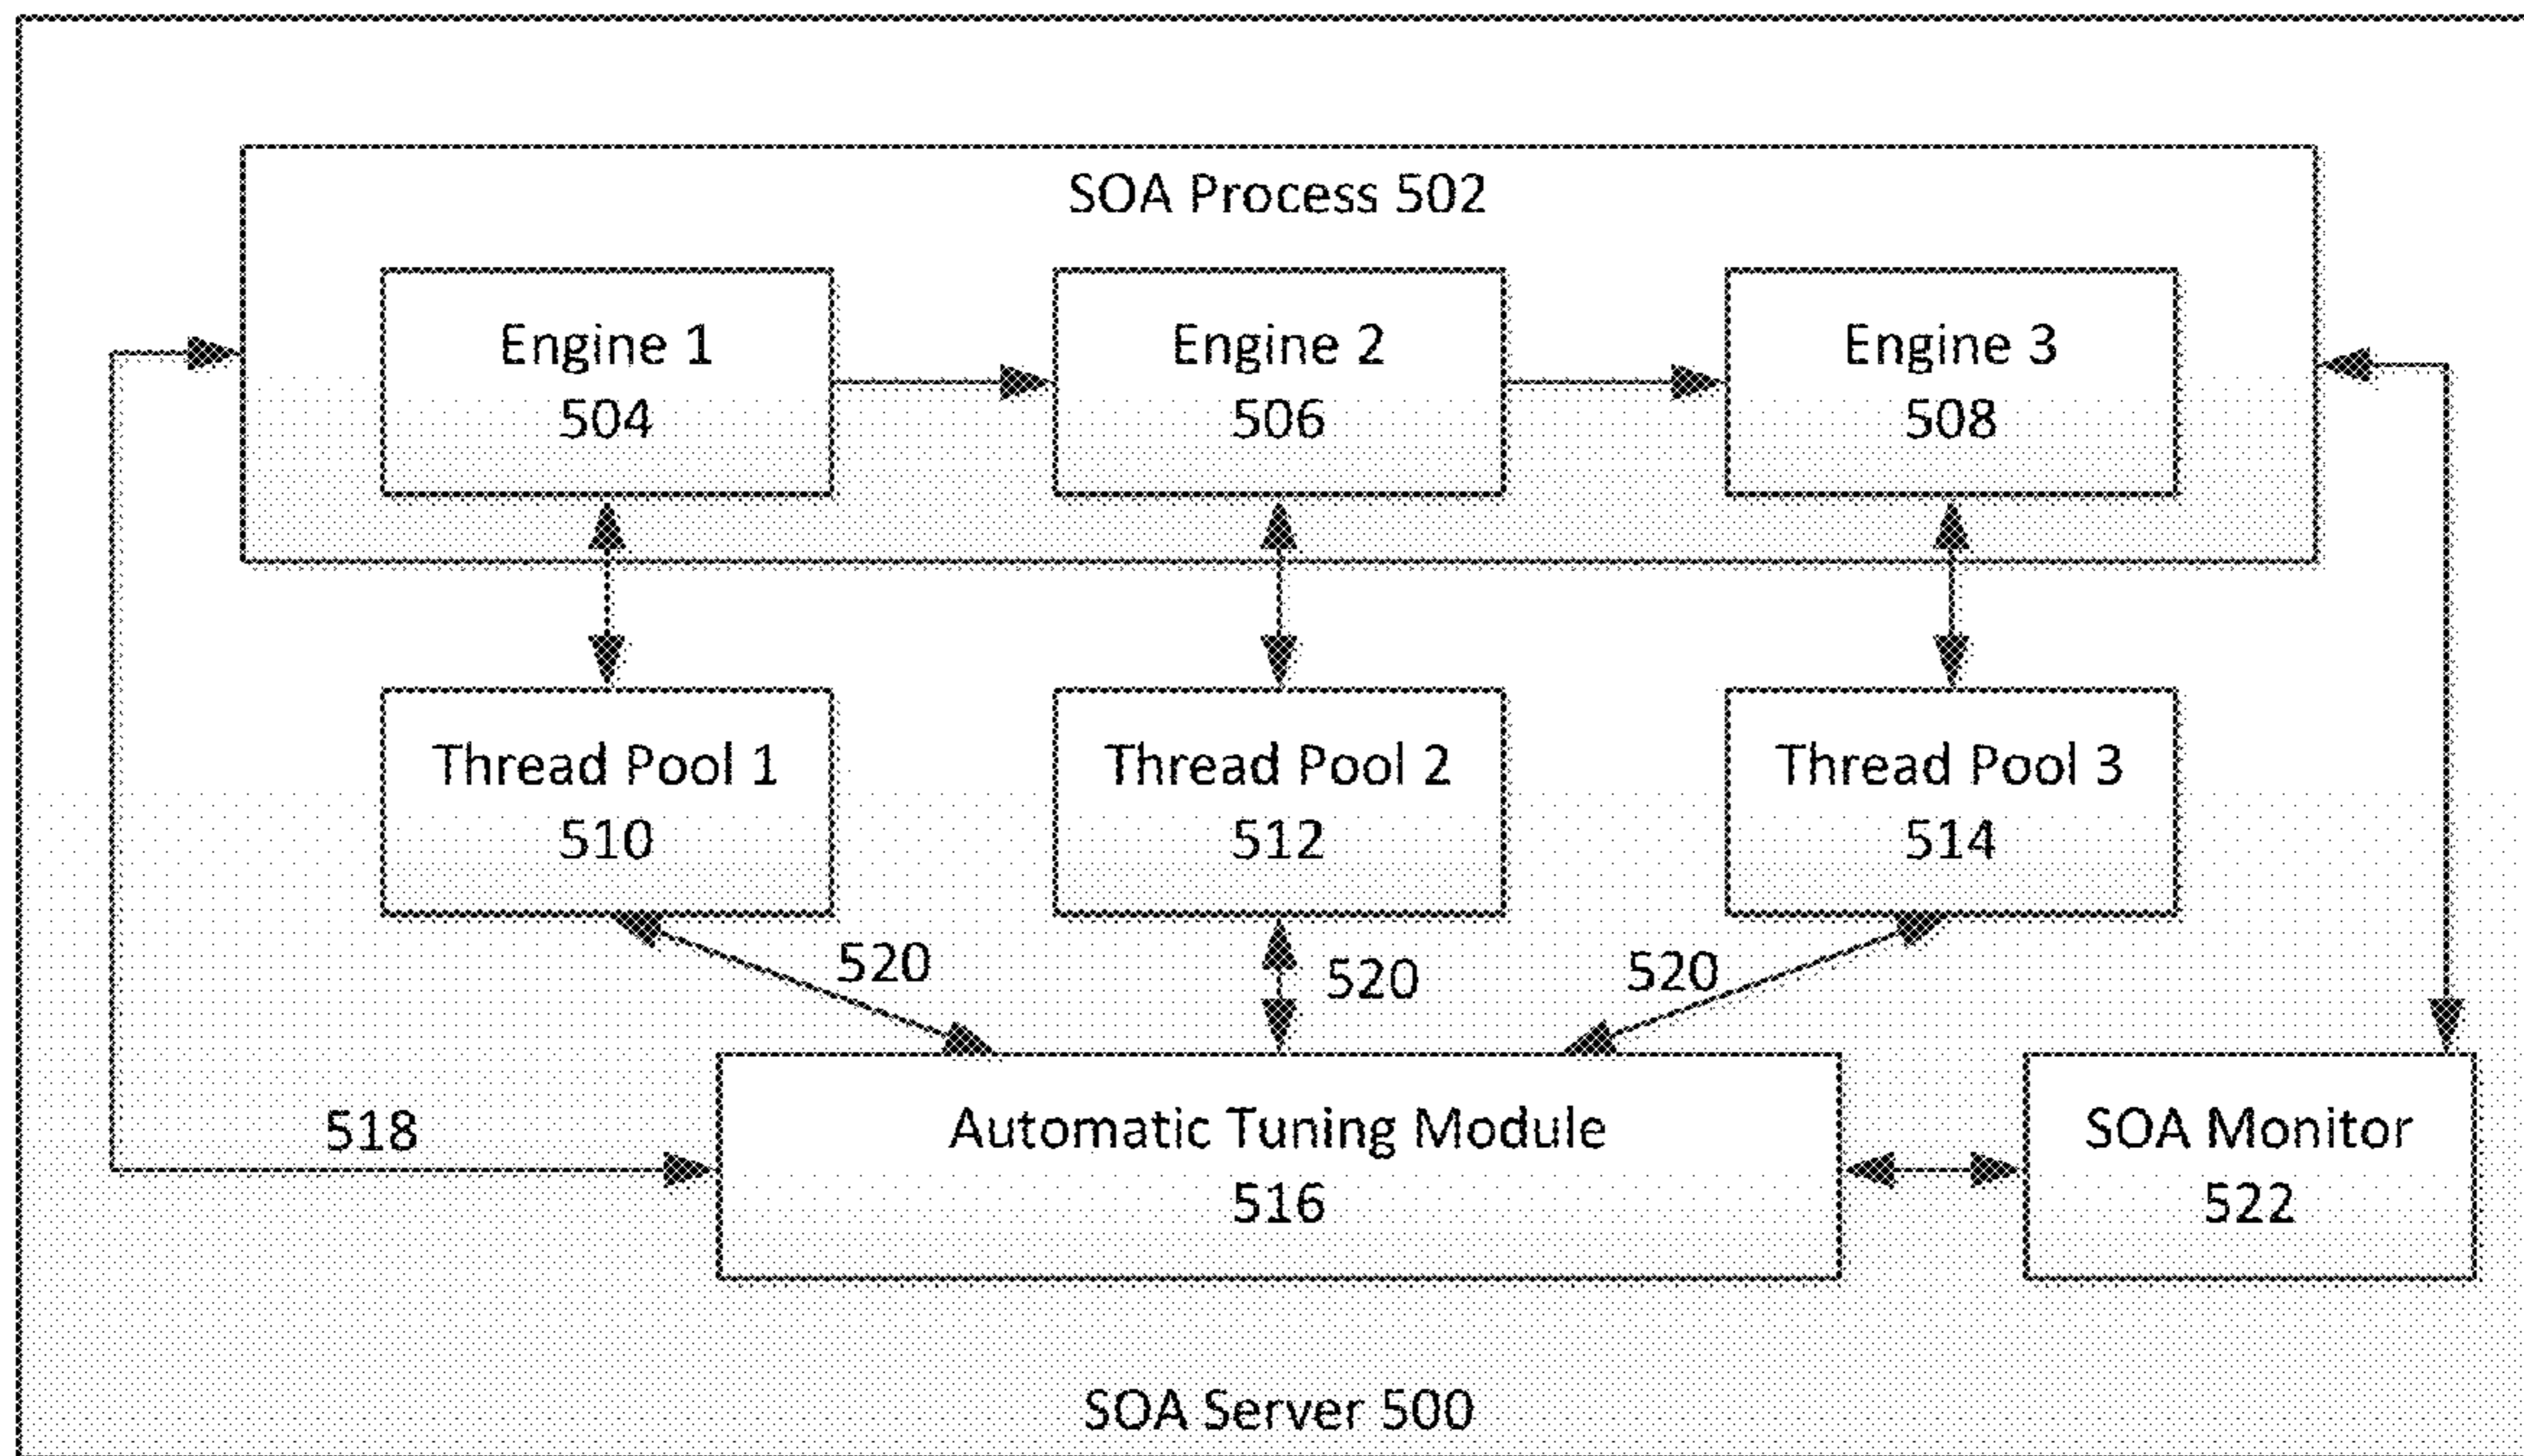 SOA Process 502
Engine 1
504
Engine 2
506
Engine 3
508
Thread Pool 1
510
Thread Pool 2
512
Thread Pool 3
514
520
520
520
518
Automatic Tuning Module
516
SOA Monitor
522
SOA Server 500